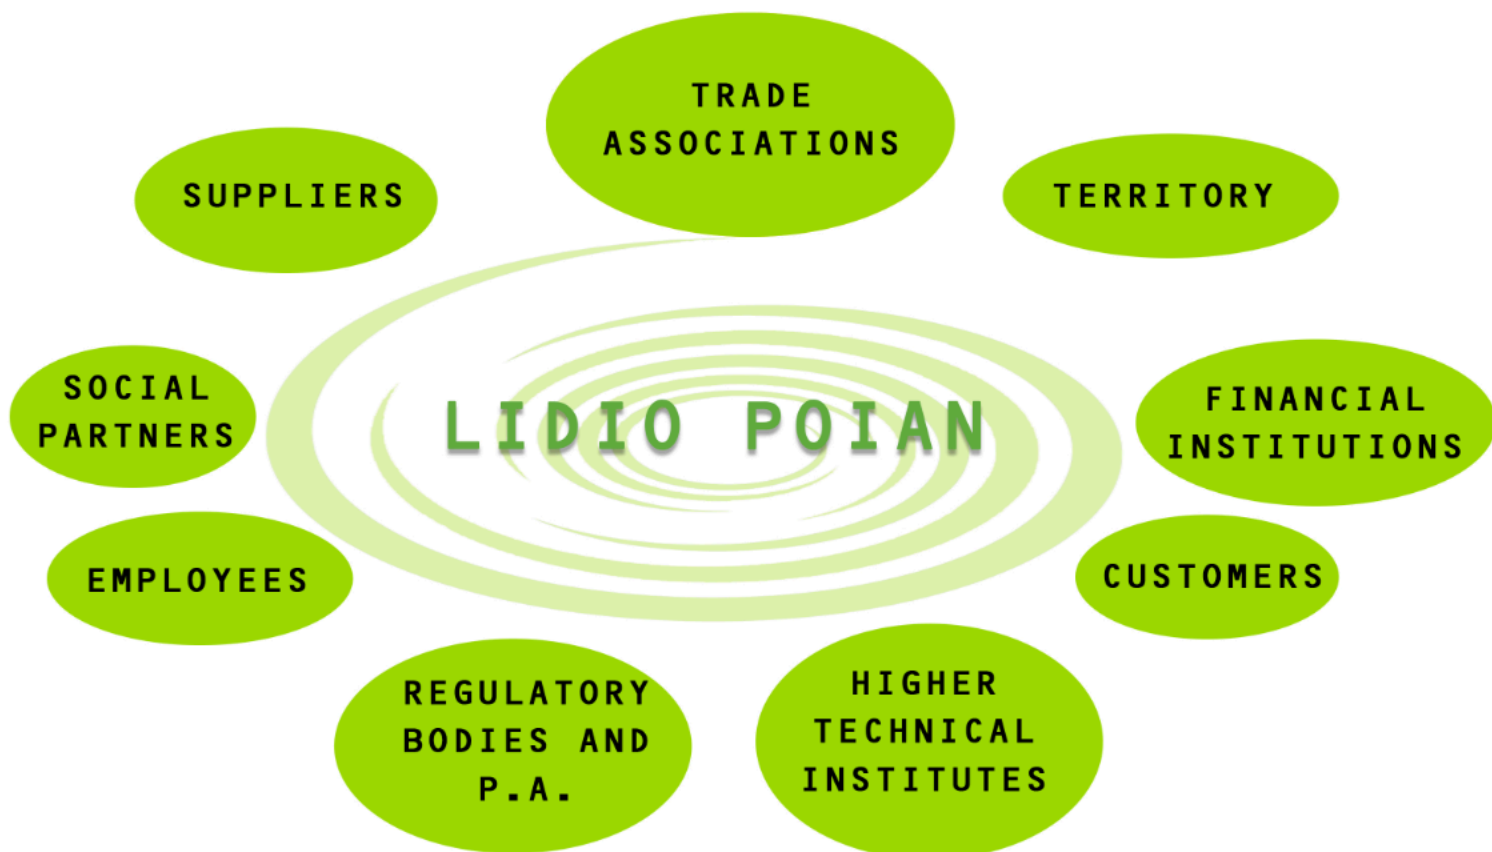 TRADE
ASSOCIATIONS
SUPPLIERS
TERRITORY
SOCIAL
PARTNERS
LIDIO POIAN
FINANCIAL
INSTITUTIONS
EMPLOYEES
CUSTOMERS
REGULATORY
BODIES AND
P.A.
HIGHER
TECHNICAL
INSTITUTES